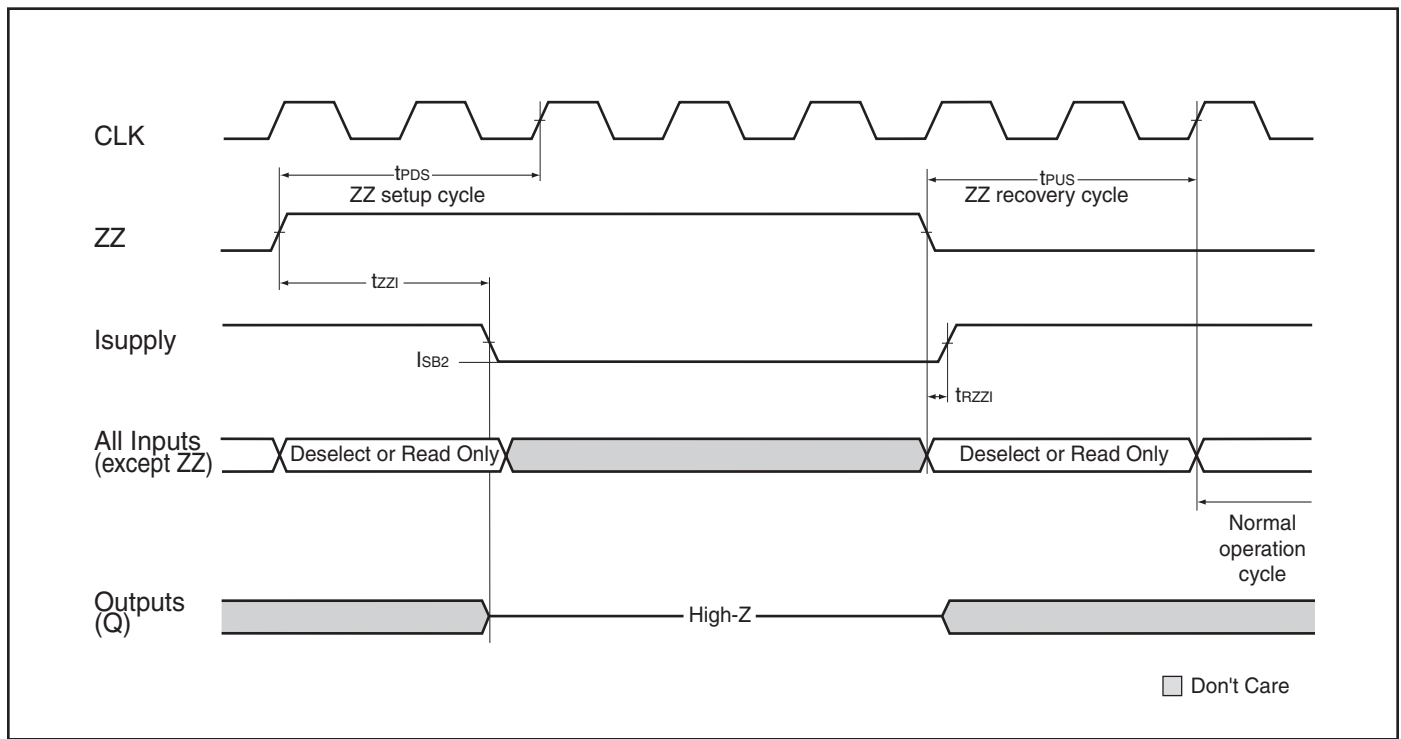 CLK
tPDS
ZZ setup cycle
tPUS
ZZ recovery cycle
ZZ
tZZI
Isupply
ISB2
tRZZI
All Inputs
(except ZZ)
Deselect or Read Only
Deselect or Read Only
Normal
operation
cycle
Outputs
(Q)
High-Z
Don't Care